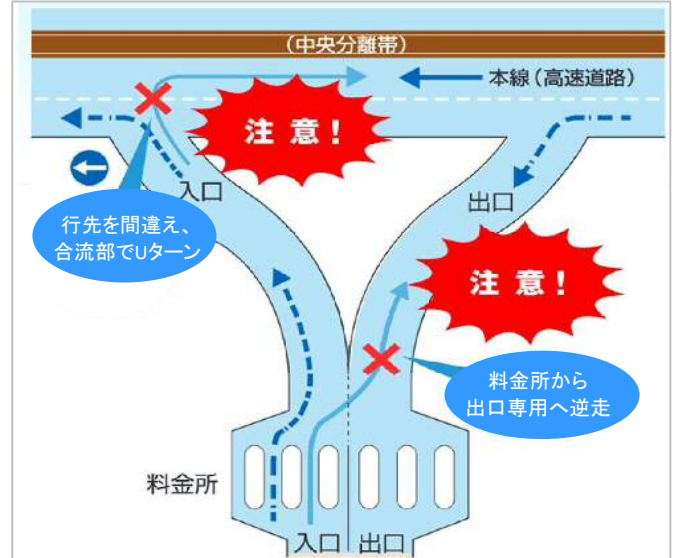 (中央分離帯)
本線(高速道路)
注意!
入口
出口
行先を間違え、
合流部でUターン
注意!
料金所から
出口専用へ逆走
料金所
入口
出口